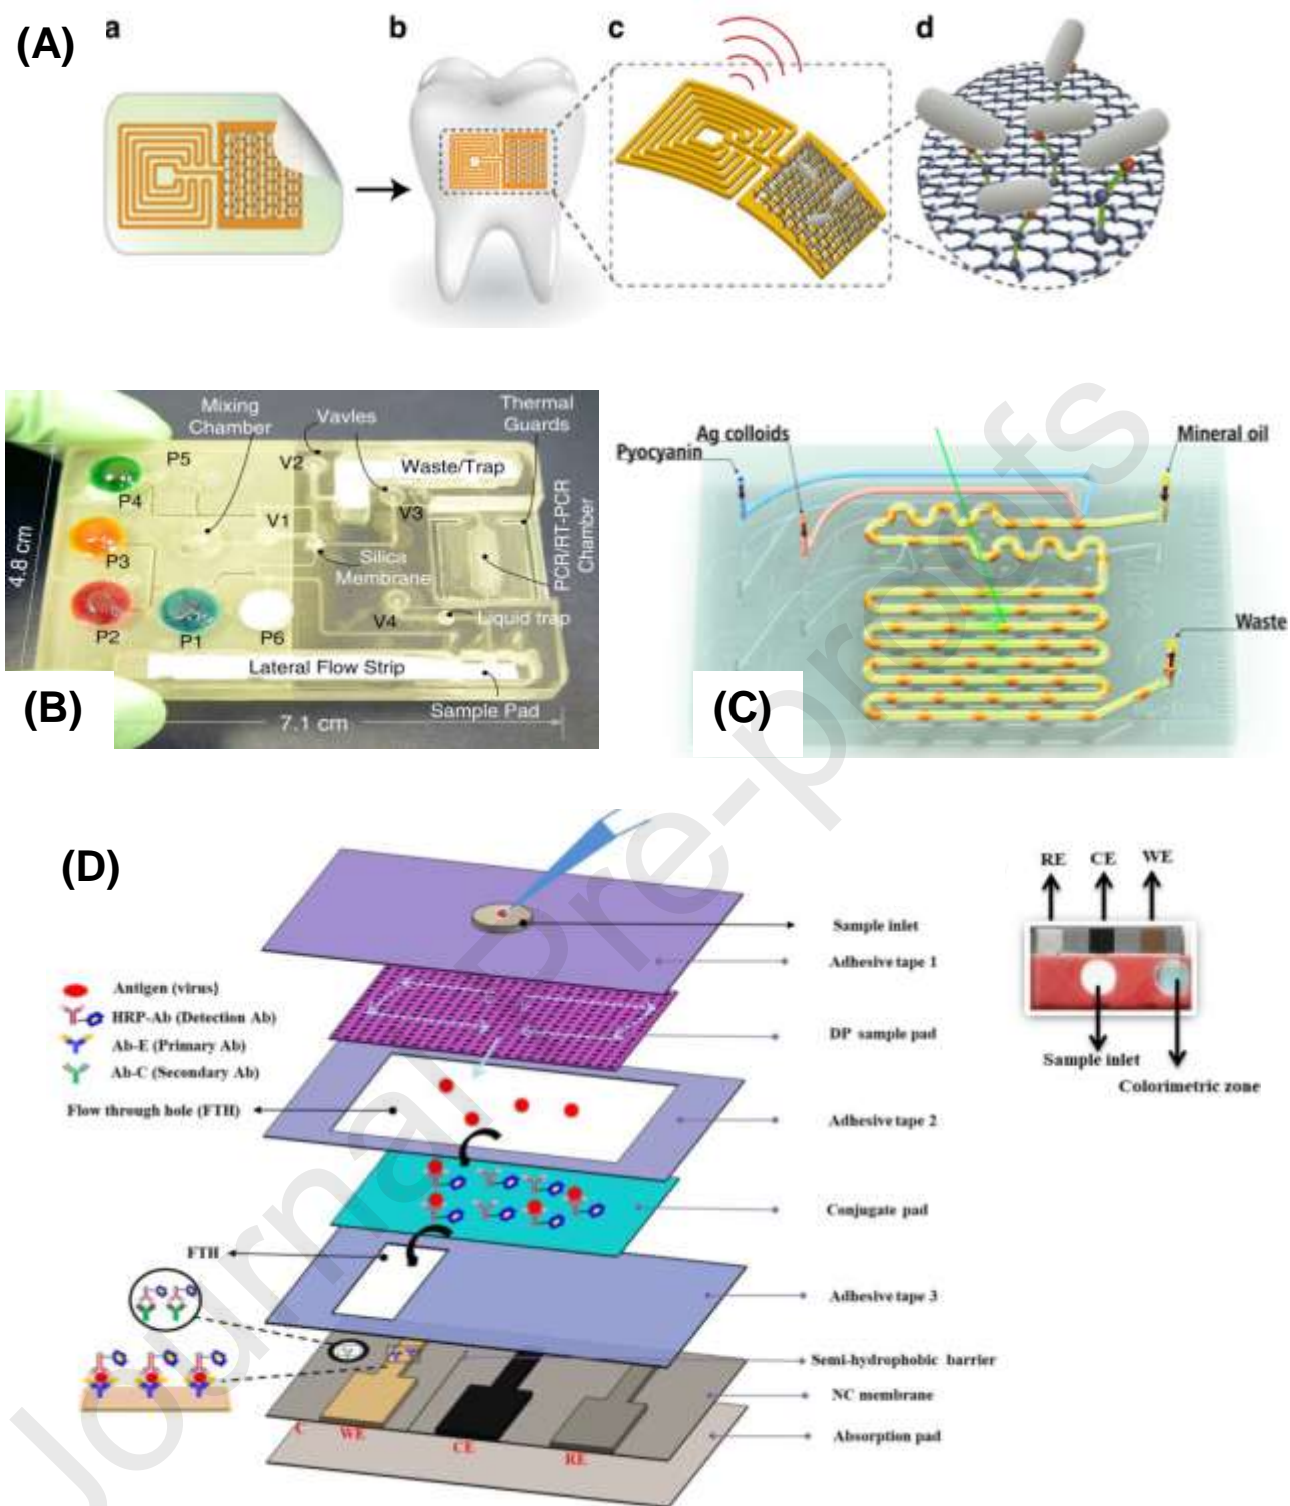 (A)
a
b
c
d
Mixing
Chamber
Vavles
Thermal
Guards
P5
V2
Waste/Trap
P4
V1
V3
P3
Silica
Membrane
PCR/RT-PCR
Chamber
4.8 cm
P2
P1
P6
V4
Liquid trap
Lateral Flow Strip
Sample Pad
7.1 cm
(B)
Pyocyanin
Ag colloids
Mineral oil
Waste
(C)
(D)
Sample inlet
Adhesive tape 1
DP sample pad
Adhesive tape 2
Conjugate pad
Adhesive tape 3
Semi-hydrophobic barrier
NC membrane
Absorption pad
Antigen (virus)
HRP-Ab (Detection Ab)
Ab-E (Primary Ab)
Ab-C (Secondary Ab)
Flow through hole (FTH)
FTH
C
WE
CE
RE
RE CE WE
Sample inlet
Colorimetric zone
Journal Pre-proofs